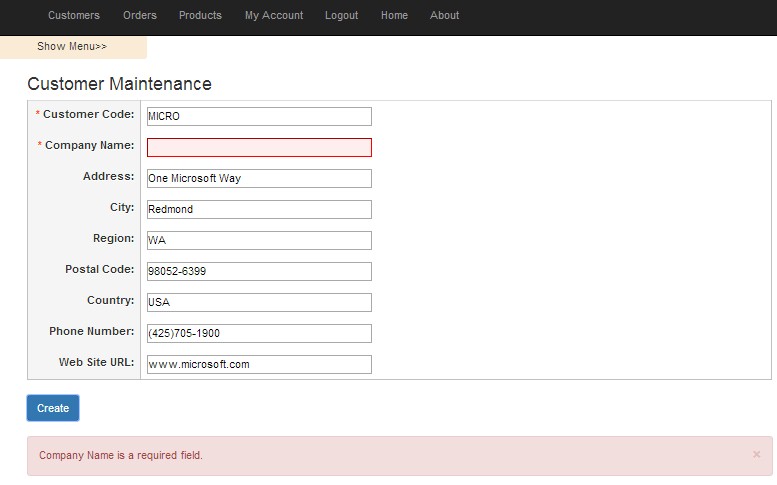 Customers Orders Products My Account Logout Home About
Show Menu>>
Customer Maintenance
* Customer Code: MICRO
* Company Name:
Address: One Microsoft Way
City: Redmond
Region: WA
Postal Code: 98052-6399
Country: USA
Phone Number: (425)705-1900
Web Site URL: www.microsoft.com
Create
Company Name is a required field. ×